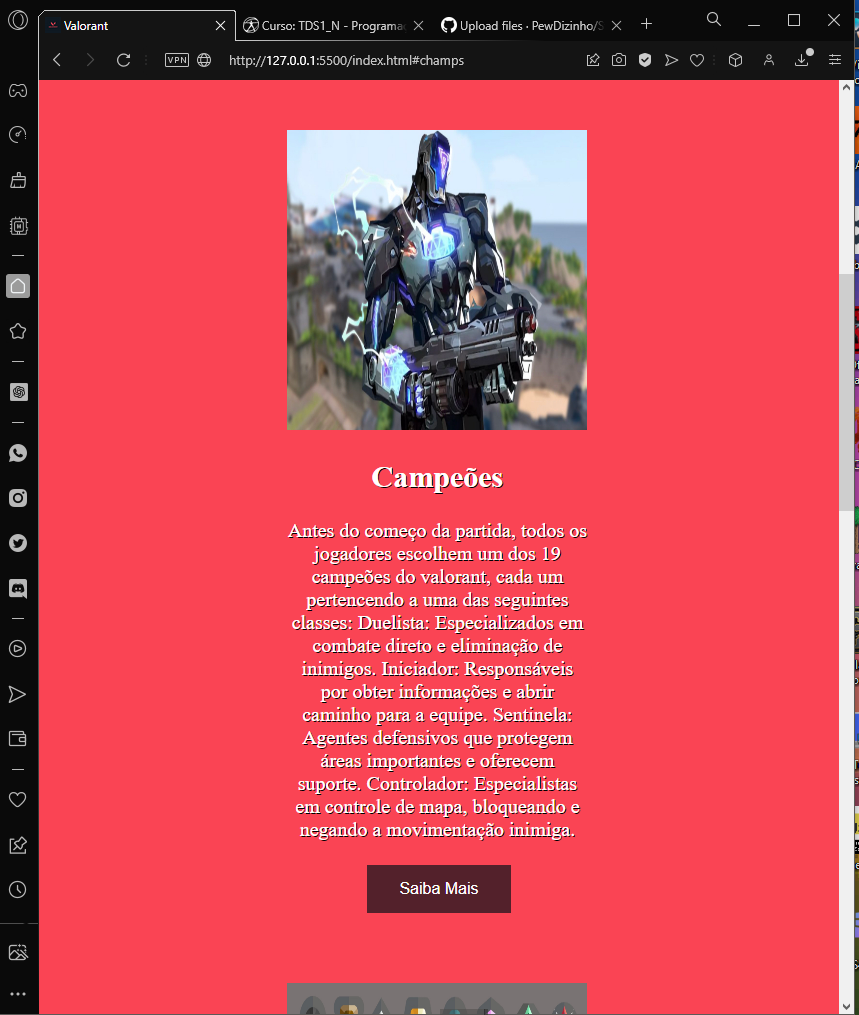 Valorant
Curso: TDS1_N - Programac
Upload files · PewDizinho/S
VPN
http://127.0.0.1:5500/index.html#champs
Campeões
Antes do começo da partida, todos os
jogadores escolhem um dos 19
campeões do valorant, cada um
pertencendo a uma das seguintes
classes: Duelista: Especializados em
combate direto e eliminação de
inimigos. Iniciador: Responsáveis
por obter informações e abrir
caminho para a equipe. Sentinela:
Agentes defensivos que protegem
áreas importantes e oferecem
suporte. Controlador: Especialistas
em controle de mapa, bloqueando e
negando a movimentação inimiga.
Saiba Mais